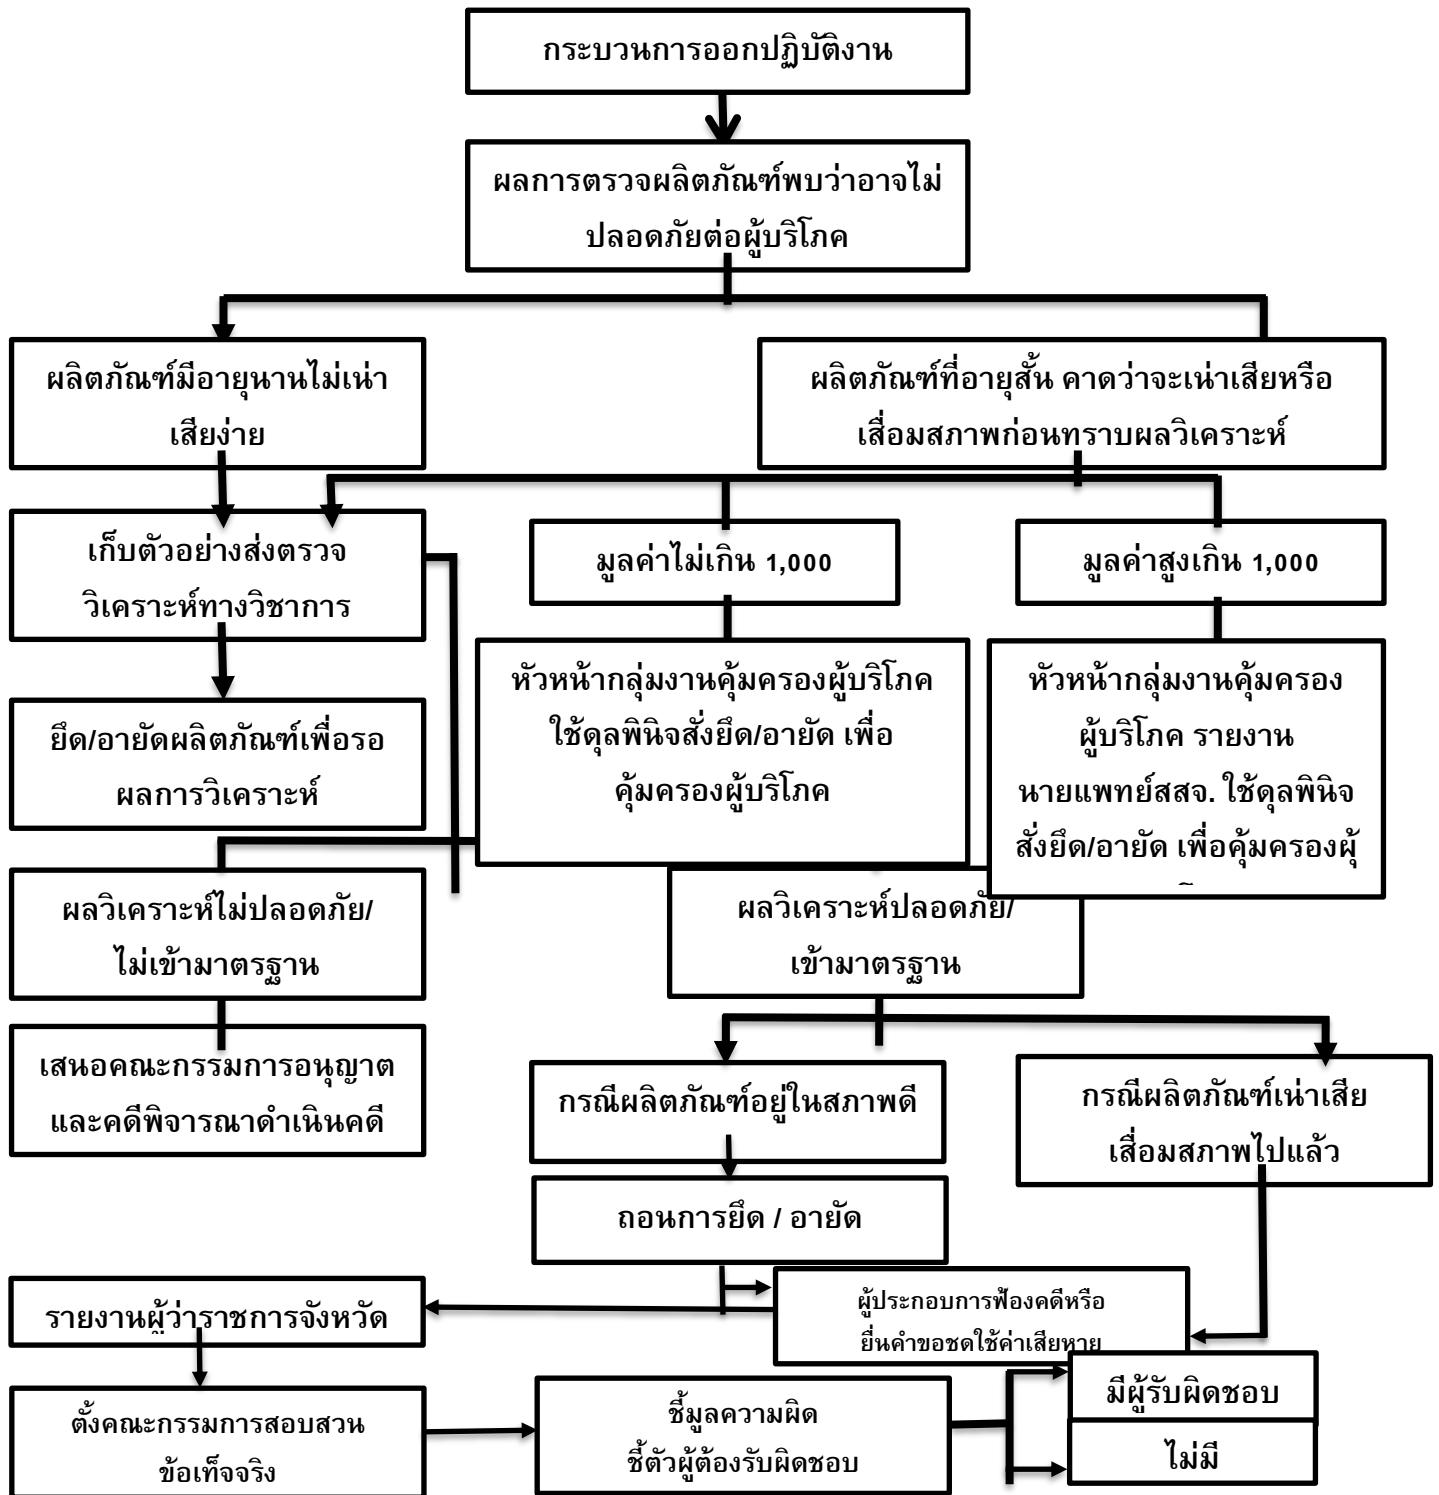 กระบวนการออกปฏิบัติงาน
ผลการตรวจผลิตภัณฑ์พบว่าอาจไม่
ปลอดภัยต่อผู้บริโภค
ผลิตภัณฑ์มีอายุนานไม่เน่า
เสียง่าย
ผลิตภัณฑ์ที่อายุสั้น คาดว่าจะเน่าเสียหรือ
เสื่อมสภาพก่อนทราบผลวิเคราะห์
เก็บตัวอย่างส่งตรวจ
วิเคราะห์ทางวิชาการ
มูลค่าไม่เกิน 1,000
มูลค่าสูงเกิน 1,000
ยึด/อายัดผลิตภัณฑ์เพื่อรอ
ผลการวิเคราะห์
หัวหน้ากลุ่มงานคุ้มครองผู้บริโภค
ใช้ดุลพินิจสั่งยึด/อายัด เพื่อ
คุ้มครองผู้บริโภค
หัวหน้ากลุ่มงานคุ้มครอง
ผู้บริโภค รายงาน
นายแพทย์สสจ. ใช้ดุลพินิจ
สั่งยึด/อายัด เพื่อคุ้มครองผู้
ผลวิเคราะห์ไม่ปลอดภัย/
ไม่เข้ามาตรฐาน
ผลวิเคราะห์ปลอดภัย/
เข้ามาตรฐาน
เสนอคณะกรรมการอนุญาต
และคดีพิจารณาดำเนินคดี
กรณีผลิตภัณฑ์อยู่ในสภาพดี
กรณีผลิตภัณฑ์เน่าเสีย
เสื่อมสภาพไปแล้ว
ถอนการยึด / อายัด
ผู้ประกอบการฟ้องคดีหรือ
ยื่นคำขอชดใช้ค่าเสียหาย
รายงานผู้ว่าราชการจังหวัด
ตั้งคณะกรรมการสอบสวน
ข้อเท็จจริง
ชี้มูลความผิด
ชี้ตัวผู้ต้องรับผิดชอบ
มีผู้รับผิดชอบ
ไม่มี